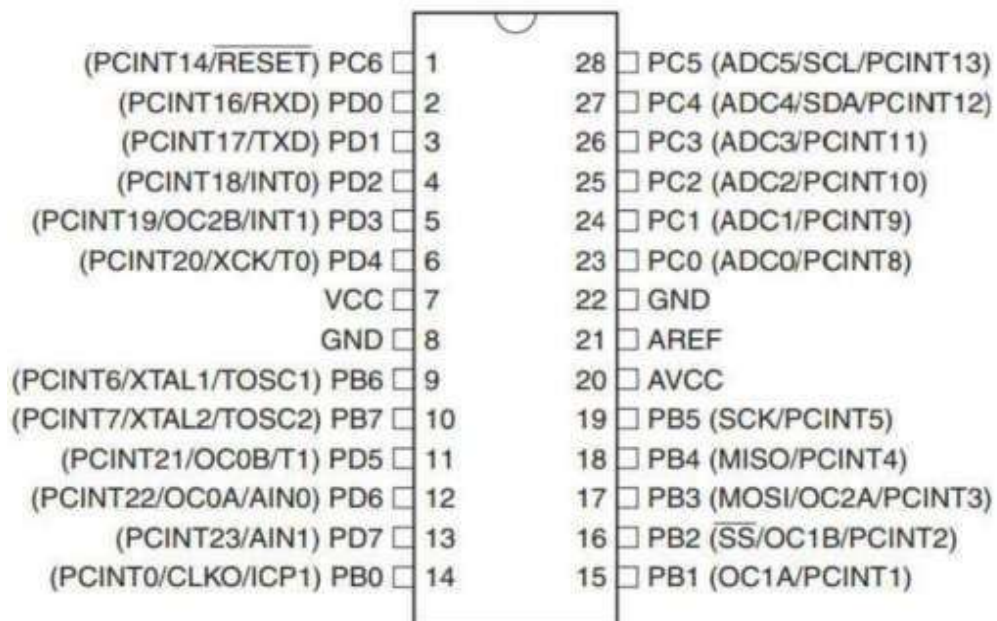 (PCINT14/RESET) PC6 1 28 PC5 (ADC5/SCL/PCINT13)
(PCINT16/RXD) PD0 2 27 PC4 (ADC4/SDA/PCINT12)
(PCINT17/TXD) PD1 3 26 PC3 (ADC3/PCINT11)
(PCINT18/INT0) PD2 4 25 PC2 (ADC2/PCINT10)
(PCINT19/OC2B/INT1) PD3 5 24 PC1 (ADC1/PCINT9)
(PCINT20/XCK/T0) PD4 6 23 PC0 (ADC0/PCINT8)
VCC 7 22 GND
GND 8 21 AREF
(PCINT6/XTAL1/TOSC1) PB6 9 20 AVCC
(PCINT7/XTAL2/TOSC2) PB7 10 19 PB5 (SCK/PCINT5)
(PCINT21/OC0B/T1) PD5 11 18 PB4 (MISO/PCINT4)
(PCINT22/OC0A/AIN0) PD6 12 17 PB3 (MOSI/OC2A/PCINT3)
(PCINT23/AIN1) PD7 13 16 PB2 (SS/OC1B/PCINT2)
(PCINT0/CLKO/ICP1) PB0 14 15 PB1 (OC1A/PCINT1)